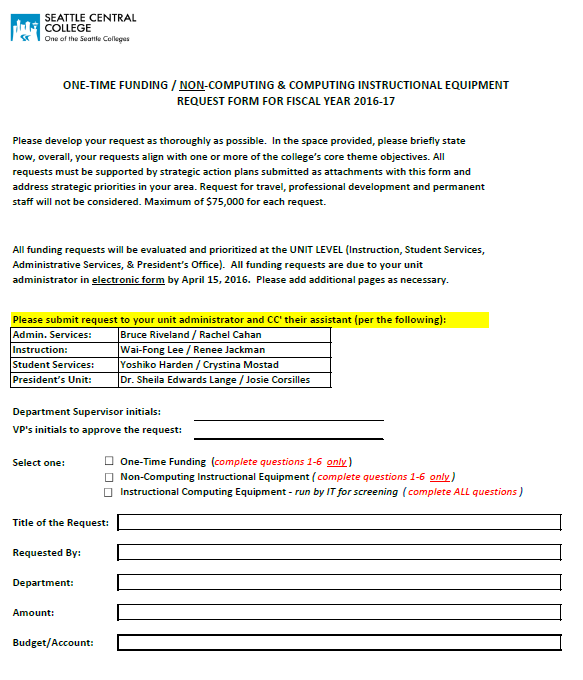 SEATTLE CENTRAL
COLLEGE
One of the Seattle Colleges
ONE-TIME FUNDING / NON-COMPUTING & COMPUTING INSTRUCTIONAL EQUIPMENT
REQUEST FORM FOR FISCAL YEAR 2016-17
Please develop your request as thoroughly as possible.  In the space provided, please briefly state
how, overall, your requests align with one or more of the college's core theme objectives. All
requests must be supported by strategic action plans submitted as attachments with this form and
address strategic priorities in your area. Request for travel, professional development and permanent
staff will not be considered. Maximum of $75,000 for each request.
All funding requests will be evaluated and prioritized at the UNIT LEVEL (Instruction, Student Services,
Administrative Services, & President's Office).  All funding requests are due to your unit
administrator in electronic form by April 15, 2016.  Please add additional pages as necessary.
Please submit request to your unit administrator and CC' their assistant (per the following):
Admin. Services: Bruce Riveland / Rachel Cahan
Instruction: Wai-Fong Lee / Renee Jackman
Student Services: Yoshiko Harden / Crystina Mostad
President's Unit: Dr. Sheila Edwards Lange / Josie Corsilles
Department Supervisor initials:
VP's initials to approve the request:
Select one: ☐ One-Time Funding (complete questions 1-6 only)
☐ Non-Computing Instructional Equipment (complete questions 1-6 only)
☐ Instructional Computing Equipment - run by IT for screening (complete ALL questions)
Title of the Request:
Requested By:
Department:
Amount:
Budget/Account: